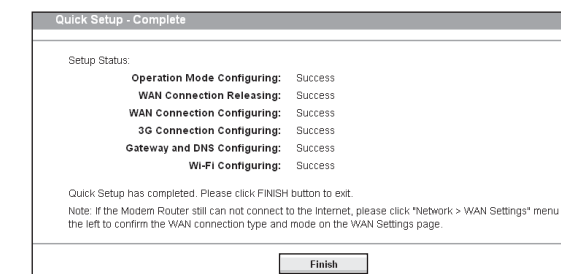 Quick Setup - Complete
Setup Status:
Operation Mode Configuring: Success
WAN Connection Releasing: Success
WAN Connection Configuring: Success
3G Connection Configuring: Success
Gateway and DNS Configuring: Success
Wi-Fi Configuring: Success
Quick Setup has completed. Please click FINISH button to exit.
Note: If the Modem Router still can not connect to the Internet, please click "Network > WAN Settings" menu
the left to confirm the WAN connection type and mode on the WAN Settings page.
Finish